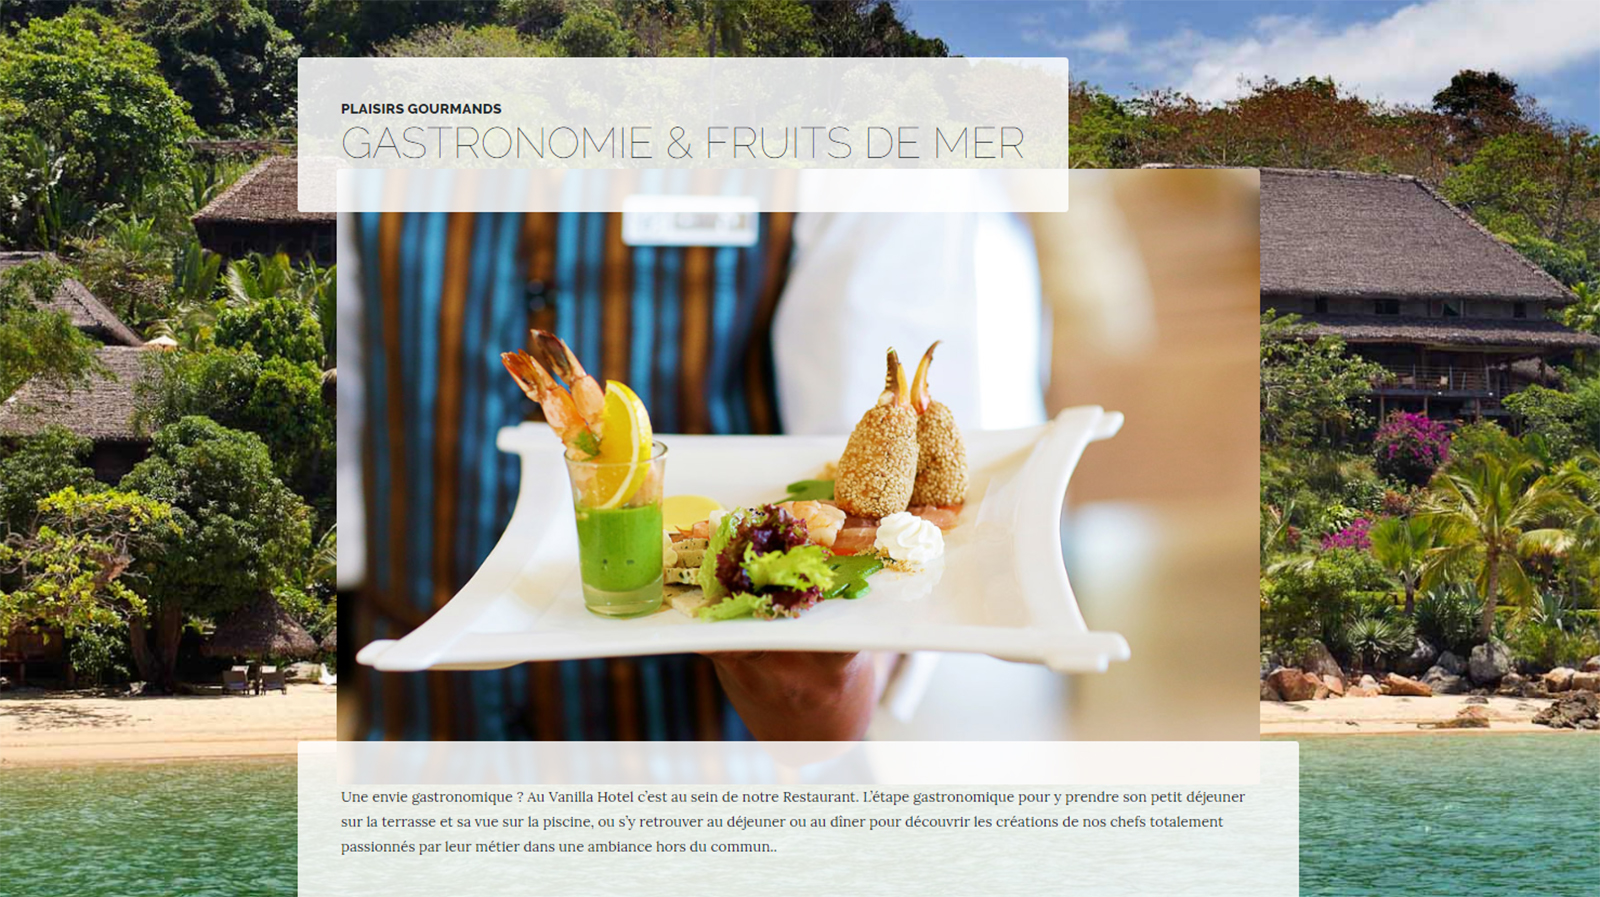 PLAISIRS GOURMANDS
GASTRONOMIE & FRUITS DE MER
Une envie gastronomique ? Au Vanilla Hotel c’est au sein de notre Restaurant. L’étape gastronomique pour y prendre son petit déjeuner
sur la terrasse et sa vue sur la piscine, ou s’y retrouver au déjeuner ou au dîner pour découvrir les créations de nos chefs totalement
passionnés par leur métier dans une ambiance hors du commun..